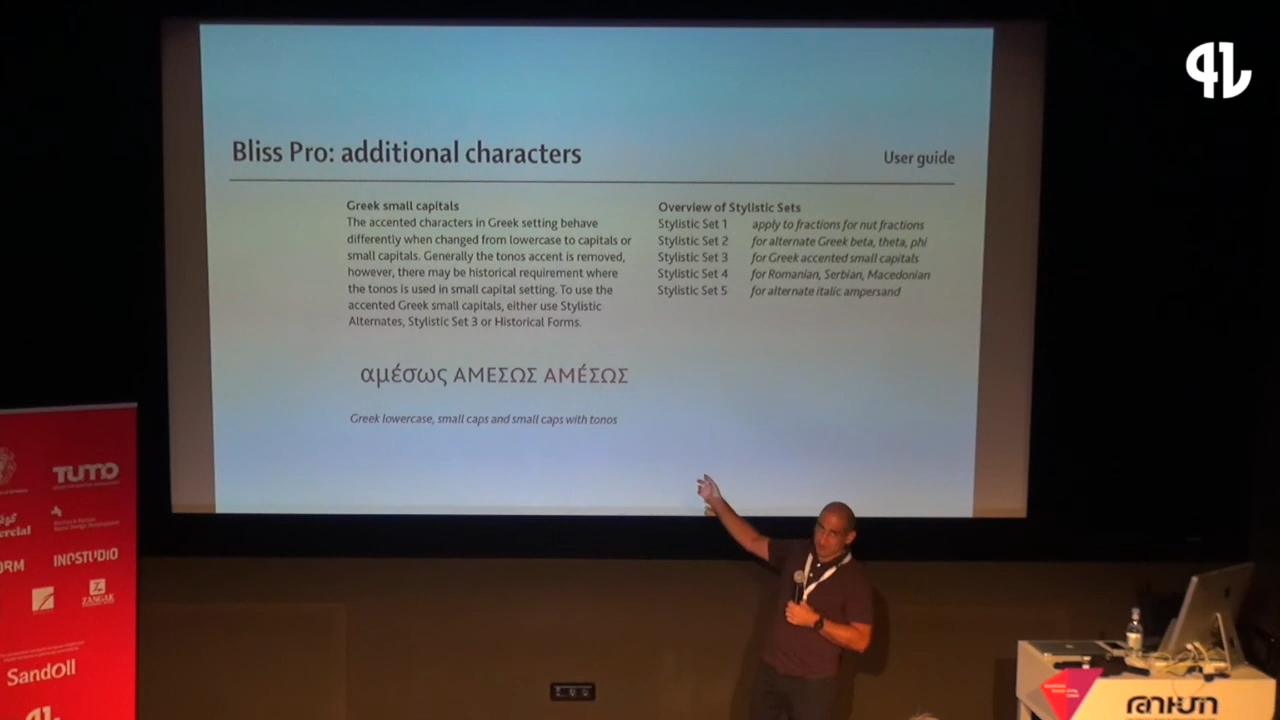 Bliss Pro: additional characters
User guide
Greek small capitals
The accented characters in Greek setting behave
differently when changed from lowercase to capitals or
small capitals. Generally the tonos accent is removed,
however, there may be historical requirement where
the tonos is used in small capital setting. To use the
accented Greek small capitals, either use Stylistic
Alternates, Stylistic Set 3 or Historical Forms.
αμέσως ΑΜΕΣΩΣ ΑΜΈΣΩΣ
Greek lowercase, small caps and small caps with tonos
Overview of Stylistic Sets
Stylistic Set 1 apply to fractions for nut fractions
Stylistic Set 2 for alternate Greek beta, theta, phi
Stylistic Set 3 for Greek accented small capitals
Stylistic Set 4 for Romanian, Serbian, Macedonian
Stylistic Set 5 for alternate italic ampersand
TUMO
INOSTUDIO
ZANGAK
SandOll